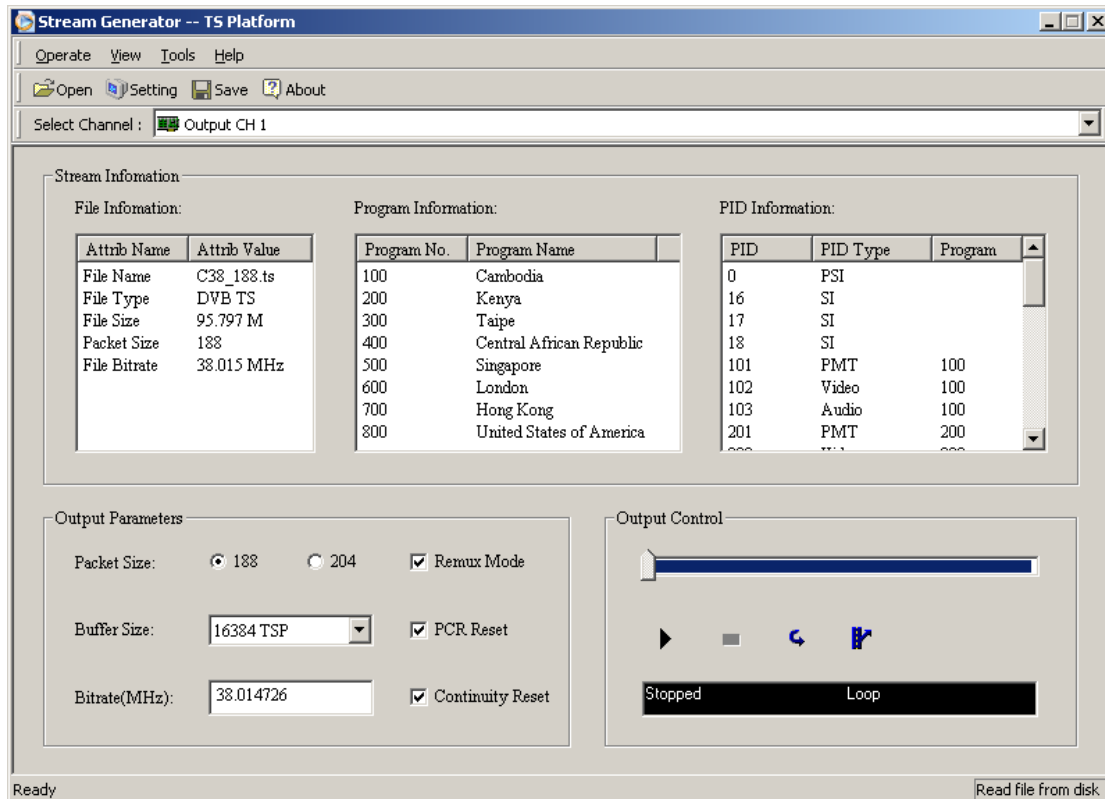 Stream Generator -- TS Platform
Operate View Tools Help
Open Setting Save About
Select Channel : Output CH 1
Stream Infomation
File Infomation:
Attrib Name Attrib Value
File Name C38_188.ts
File Type DVB TS
File Size 95.797 M
Packet Size 188
File Bitrate 38.015 MHz
Program Information:
Program No. Program Name
100 Cambodia
200 Kenya
300 Taipe
400 Central African Republic
500 Singapore
600 London
700 Hong Kong
800 United States of America
PID Information:
PID PID Type Program
0 PSI
16 SI
17 SI
18 SI
101 PMT 100
102 Video 100
103 Audio 100
201 PMT 200
Output Parameters
Packet Size: 188 204 Remux Mode
Buffer Size: 16384 TSP PCR Reset
Bitrate(MHz): 38.014726 Continuity Reset
Output Control
Stopped Loop
Ready Read file from disk